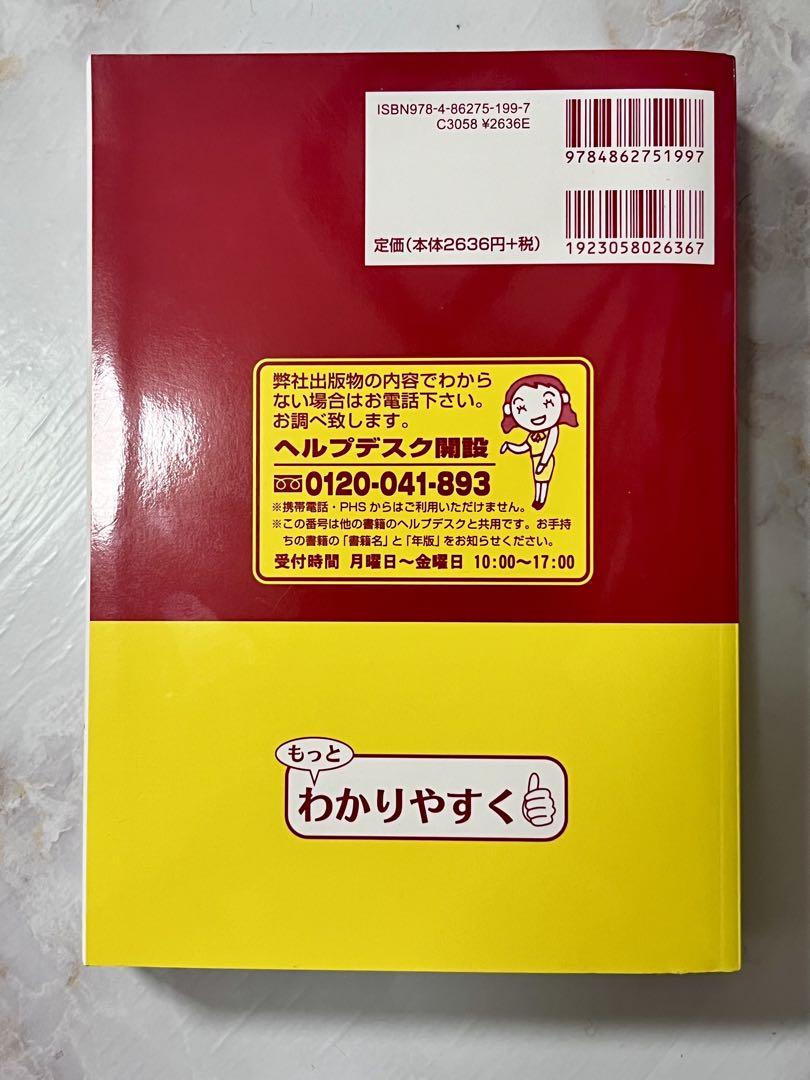 ISBN978-4-86275-199-7
C3058 ¥2636E
9784862751997
定価(本体2636円+税)
1923058026367
弊社出版物の内容でわから
ない場合はお電話下さい。
お調べ致します。
ヘルプデスク開設
0120-041-893
※携帯電話・PHSからはご利用いただけません。
※この番号は他の書籍のヘルプデスクと共用です。お手持
ちの書籍の「書籍名」と「年版」をお知らせください。
受付時間 月曜日〜金曜日 10:00〜17:00
もっと
わかりやすく